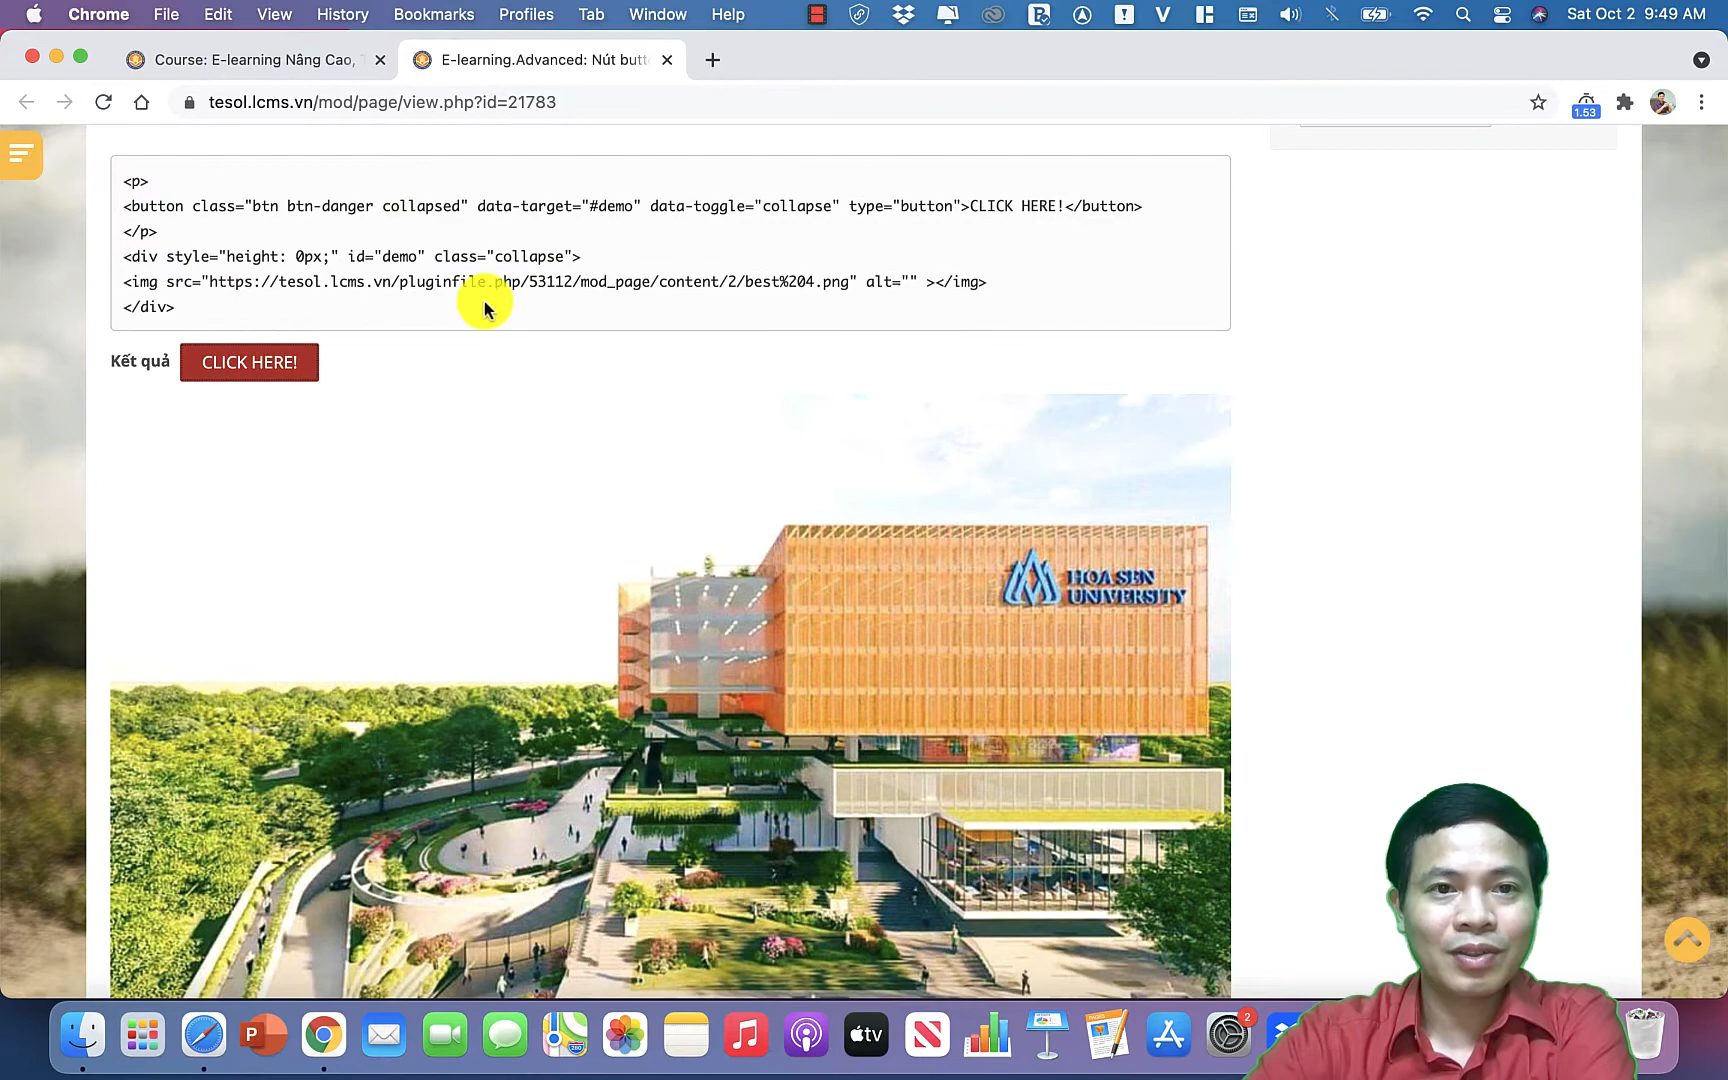 Chrome File Edit View History Bookmarks Profiles Tab Window Help Sat Oct 2 9:49 AM
Course: E-learning Nâng Cao,
E-learning.Advanced: Nút butt
tesol.lcms.vn/mod/page/view.php?id=21783
1.53
<p>
<button class="btn btn-danger collapsed" data-target="#demo" data-toggle="collapse" type="button">CLICK HERE!</button>
</p>
<div style="height: 0px;" id="demo" class="collapse">
<img src="https://tesol.lcms.vn/pluginfile.php/53112/mod_page/content/2/best%204.png" alt="" ></img>
</div>
Kết quả CLICK HERE!
HOA SEN
UNIVERSITY
tv
2